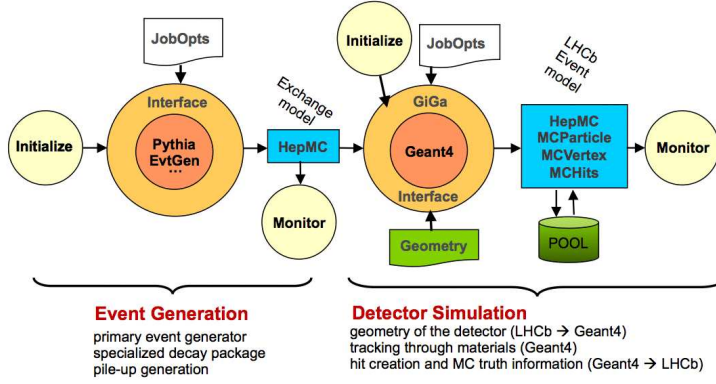 JobOpts
Interface
Initialize
Pythia
EvtGen
...
Exchange
model
HepMC
Monitor
Initialize
JobOpts
GiGa
Geant4
Interface
Geometry
LHCb
Event
model
HepMC
MCParticle
MCVertex
MCHits
Monitor
POOL
Event Generation
primary event generator
specialized decay package
pile-up generation
Detector Simulation
geometry of the detector (LHCb → Geant4)
tracking through materials (Geant4)
hit creation and MC truth information (Geant4 → LHCb)